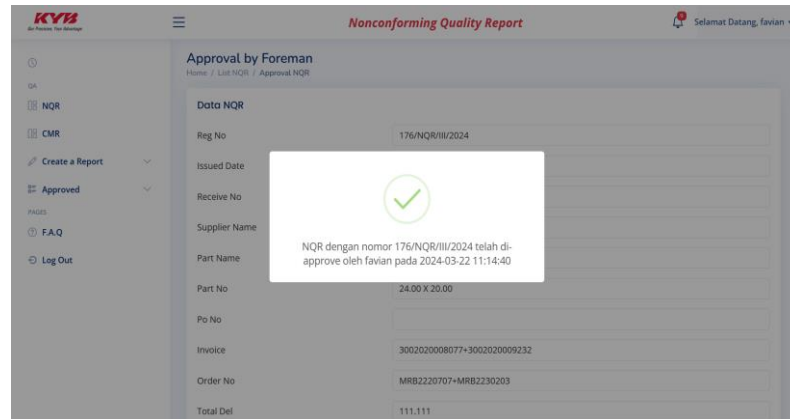 KYB
Our Precision, Your Advantage
Nonconforming Quality Report
Selamat Datang, favian
Approval by Foreman
Home / List NQR / Approval NQR
QA
NQR
CMR
Create a Report
Approved
PAGES
F.A.Q
Log Out
Data NQR
Reg No 176/NQR/III/2024
Issued Date
Receive No
Supplier Name
Part Name
NQR dengan nomor 176/NQR/III/2024 telah di-
approve oleh favian pada 2024-03-22 11:14:40
Part No 24.00 X 20.00
Po No
Invoice 3002020008077+3002020009232
Order No MRB2220707+MRB2230203
Total Del 111.111